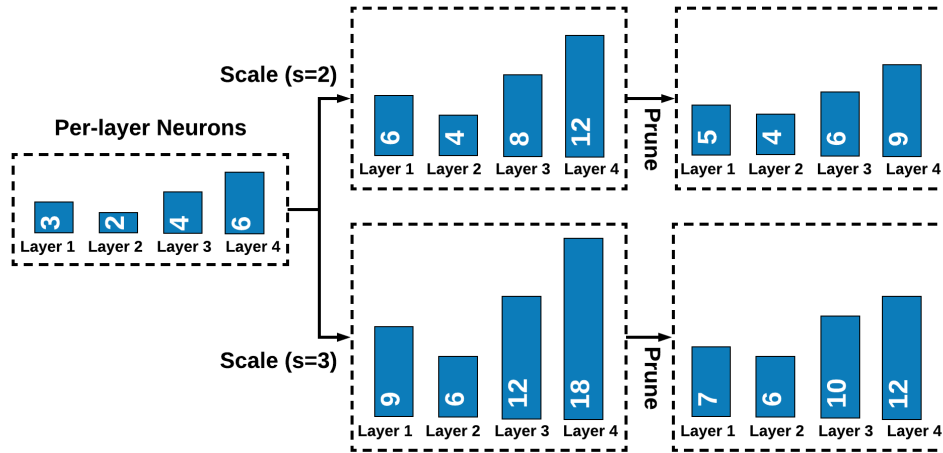 Per-layer Neurons
3 2 4 6
Layer 1 Layer 2 Layer 3 Layer 4
Scale (s=2)
6 4 8 12
Layer 1 Layer 2 Layer 3 Layer 4
Prune
5 4 6 9
Layer 1 Layer 2 Layer 3 Layer 4
Scale (s=3)
9 6 12 18
Layer 1 Layer 2 Layer 3 Layer 4
Prune
7 6 10 12
Layer 1 Layer 2 Layer 3 Layer 4